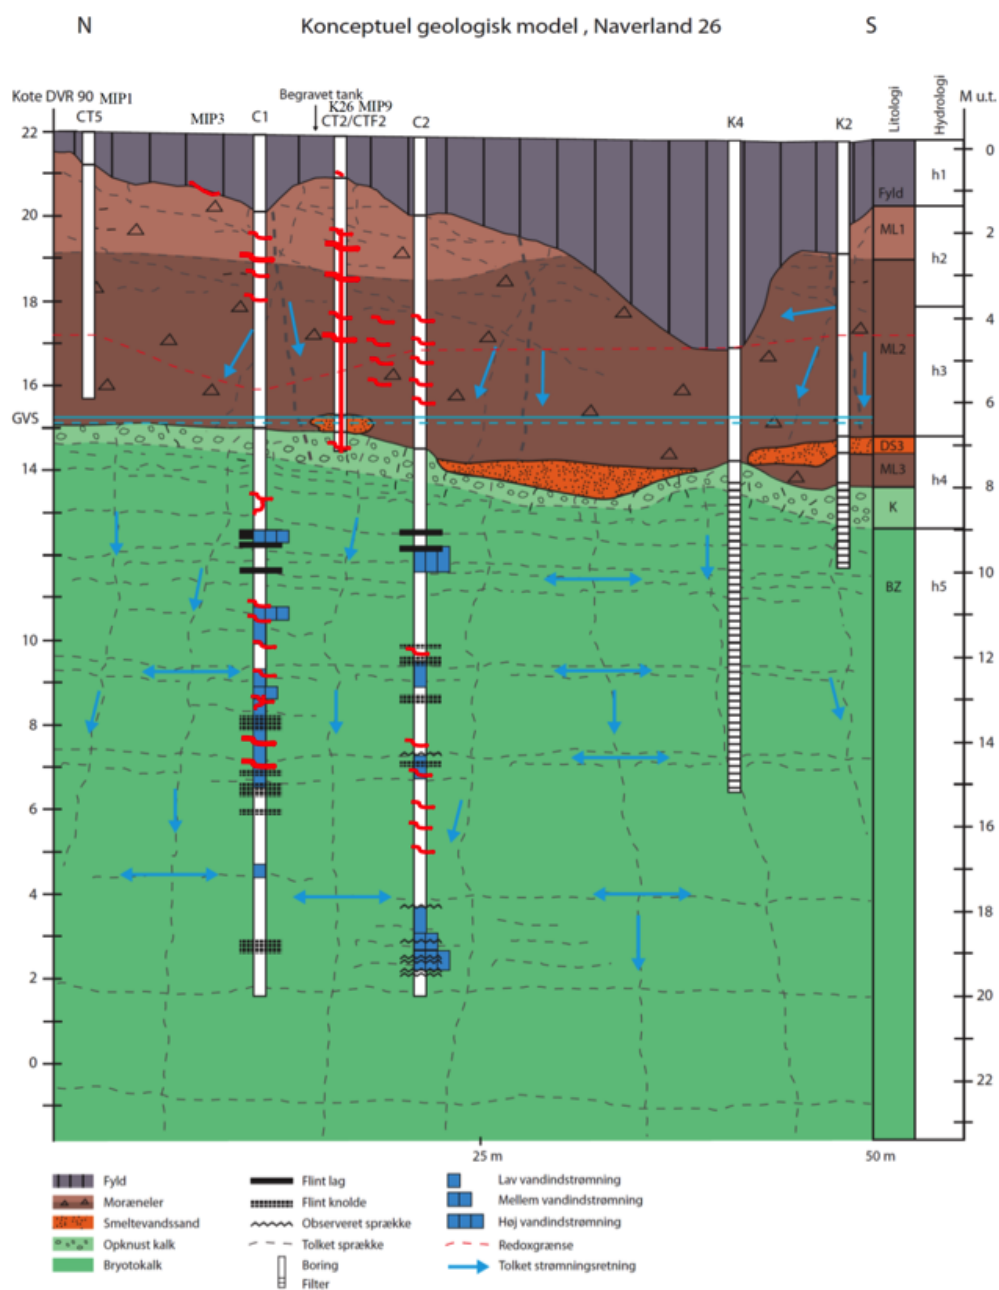 N Konceptuel geologisk model , Naverland 26 S
Litologi
Hydrologi
Kote DVR 90 MIP1 Begravet tank M u.t.
K26 MIP9
CT5 MIP3 C1 CT2/CTF2 C2 K4 K2
22
0
h1
Fyld
20
ML1
2
h2
18
4
ML2
h3
16
6
GVS
DS3
14
ML3
h4
8
K
10
BZ
h5
10
12
8
14
6
16
4
18
2
20
0
22
25 m 50 m
Fyld Flint lag Lav vandindstrømning
Moræneler Flint knolde Mellem vandindstrømning
Smeltevandssand Observeret sprække Høj vandindstrømning
Opknust kalk Tolket sprække Redoxgrænse
Bryotokalk Boring Tolket strømningsretning
Filter